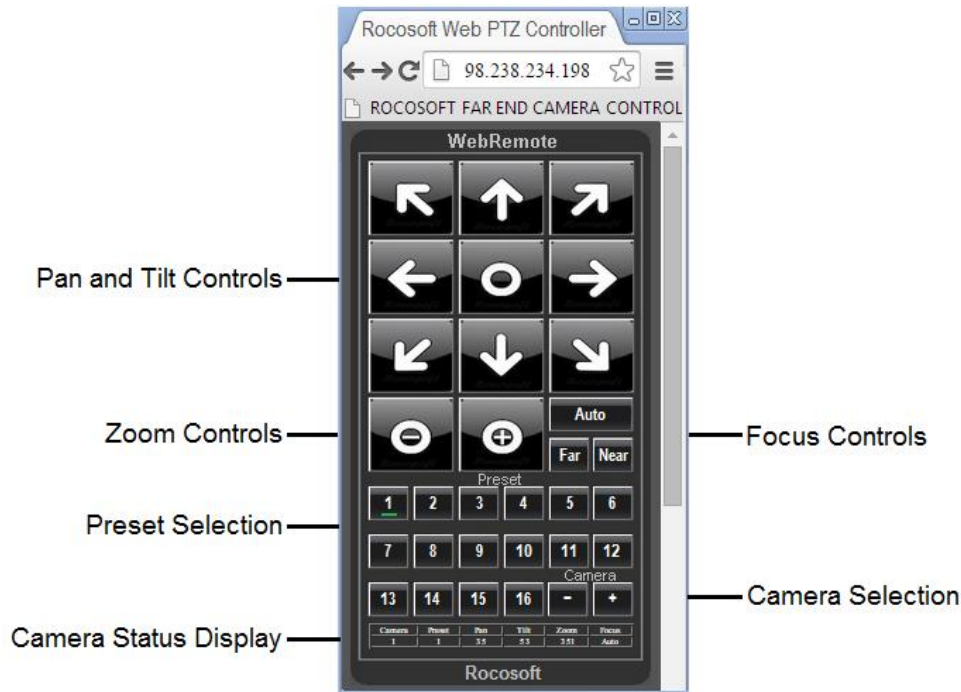 Rocosoft Web PTZ Controller
98.238.234.198
ROCOSOFT FAR END CAMERA CONTROL
WebRemote
Pan and Tilt Controls
Zoom Controls
Auto
Far Near
Focus Controls
Preset
Preset Selection
1 2 3 4 5 6
7 8 9 10 11 12
Camera
13 14 15 16 - +
Camera Selection
Camera Status Display
Camera Preset Pan Tilt Zoom Focus
1 1 35 53 351 Auto
Rocosoft